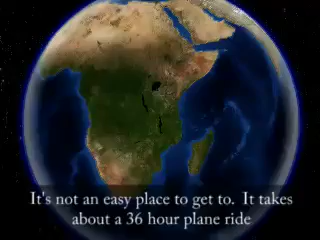 It's not an easy place to get to.  It takes
about a 36 hour plane ride